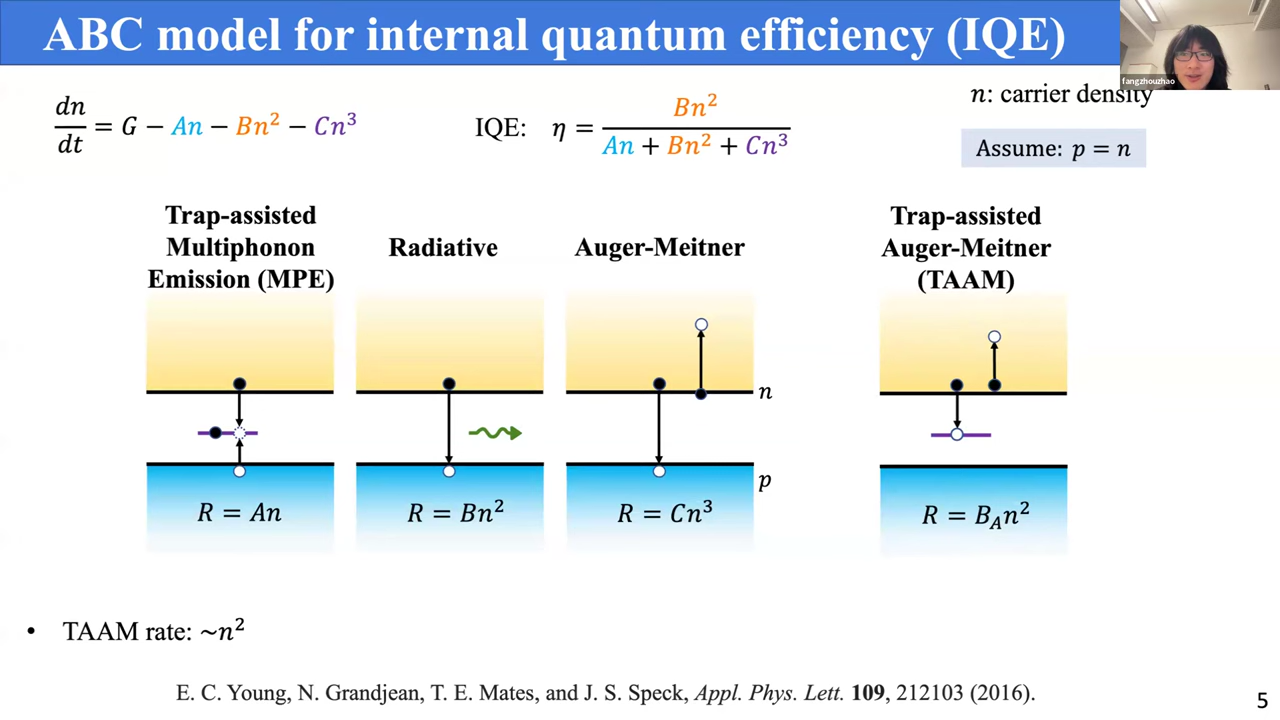 ABC model for internal quantum efficiency (IQE)
fangzhouzhao
dn/dt = G − An − Bn² − Cn³
IQE: η = Bn² / (An + Bn² + Cn³)
n: carrier density
Assume: p = n
Trap-assisted
Multiphonon
Emission (MPE)
Radiative
Auger-Meitner
Trap-assisted
Auger-Meitner
(TAAM)
n
p
R = An
R = Bn²
R = Cn³
R = B_A n²
• TAAM rate: ~n²
E. C. Young, N. Grandjean, T. E. Mates, and J. S. Speck, Appl. Phys. Lett. 109, 212103 (2016).
5